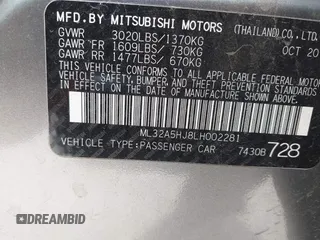 MFD.BY MITSUBISHI MOTORS (THAILAND)CO.,LTD.
GVWR 3020LBS/1370KG OCT 20
GAWR FR 1609LBS/ 730KG
GAWR RR 1477LBS/ 670KG
THIS VEHICLE CONFORMS TO ALL APPLICABLE
FEDERAL MOTOR VEHICLE SAFETY, BUMPER, AND
THEFT PREVENTION STANDARDS
IN EFFECT ON THE DATE OF MANUFACTURE
SHOWN ABOVE.
ML32A5HJ8LH002281
VEHICLE TYPE:PASSENGER CAR 7430B 728
DREAMBID